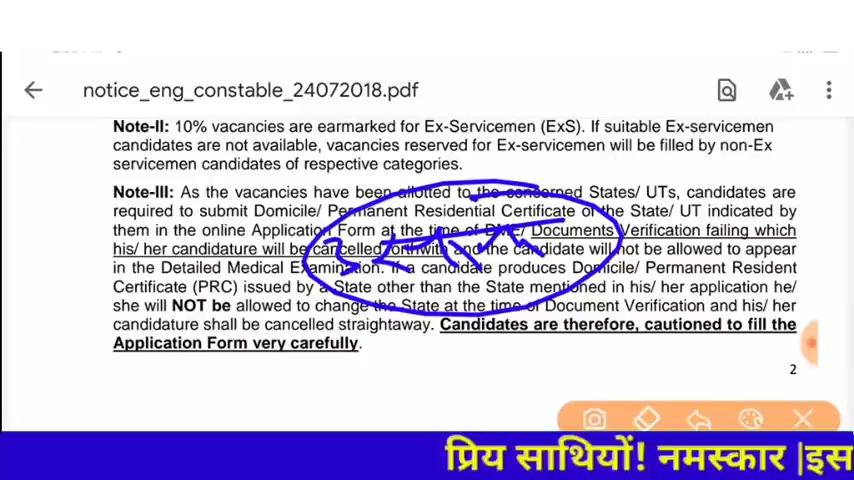 notice_eng_constable_24072018.pdf
Note-II: 10% vacancies are earmarked for Ex-Servicemen (ExS). If suitable Ex-servicemen
candidates are not available, vacancies reserved for Ex-servicemen will be filled by non-Ex
servicemen candidates of respective categories.
Note-III: As the vacancies have been allotted to the concerned States/ UTs, candidates are
required to submit Domicile/ Permanent Residential Certificate of the State/ UT indicated by
them in the online Application Form at the time of DME/ Documents Verification failing which
his/ her candidature will be cancelled forthwith and the candidate will not be allowed to appear
in the Detailed Medical Examination. If a candidate produces Domicile/ Permanent Resident
Certificate (PRC) issued by a State other than the State mentioned in his/ her application he/
she will NOT be allowed to change the State at the time of Document Verification and his/ her
candidature shall be cancelled straightaway. Candidates are therefore, cautioned to fill the
Application Form very carefully.
2
प्रिय साथियों! नमस्कार |इस